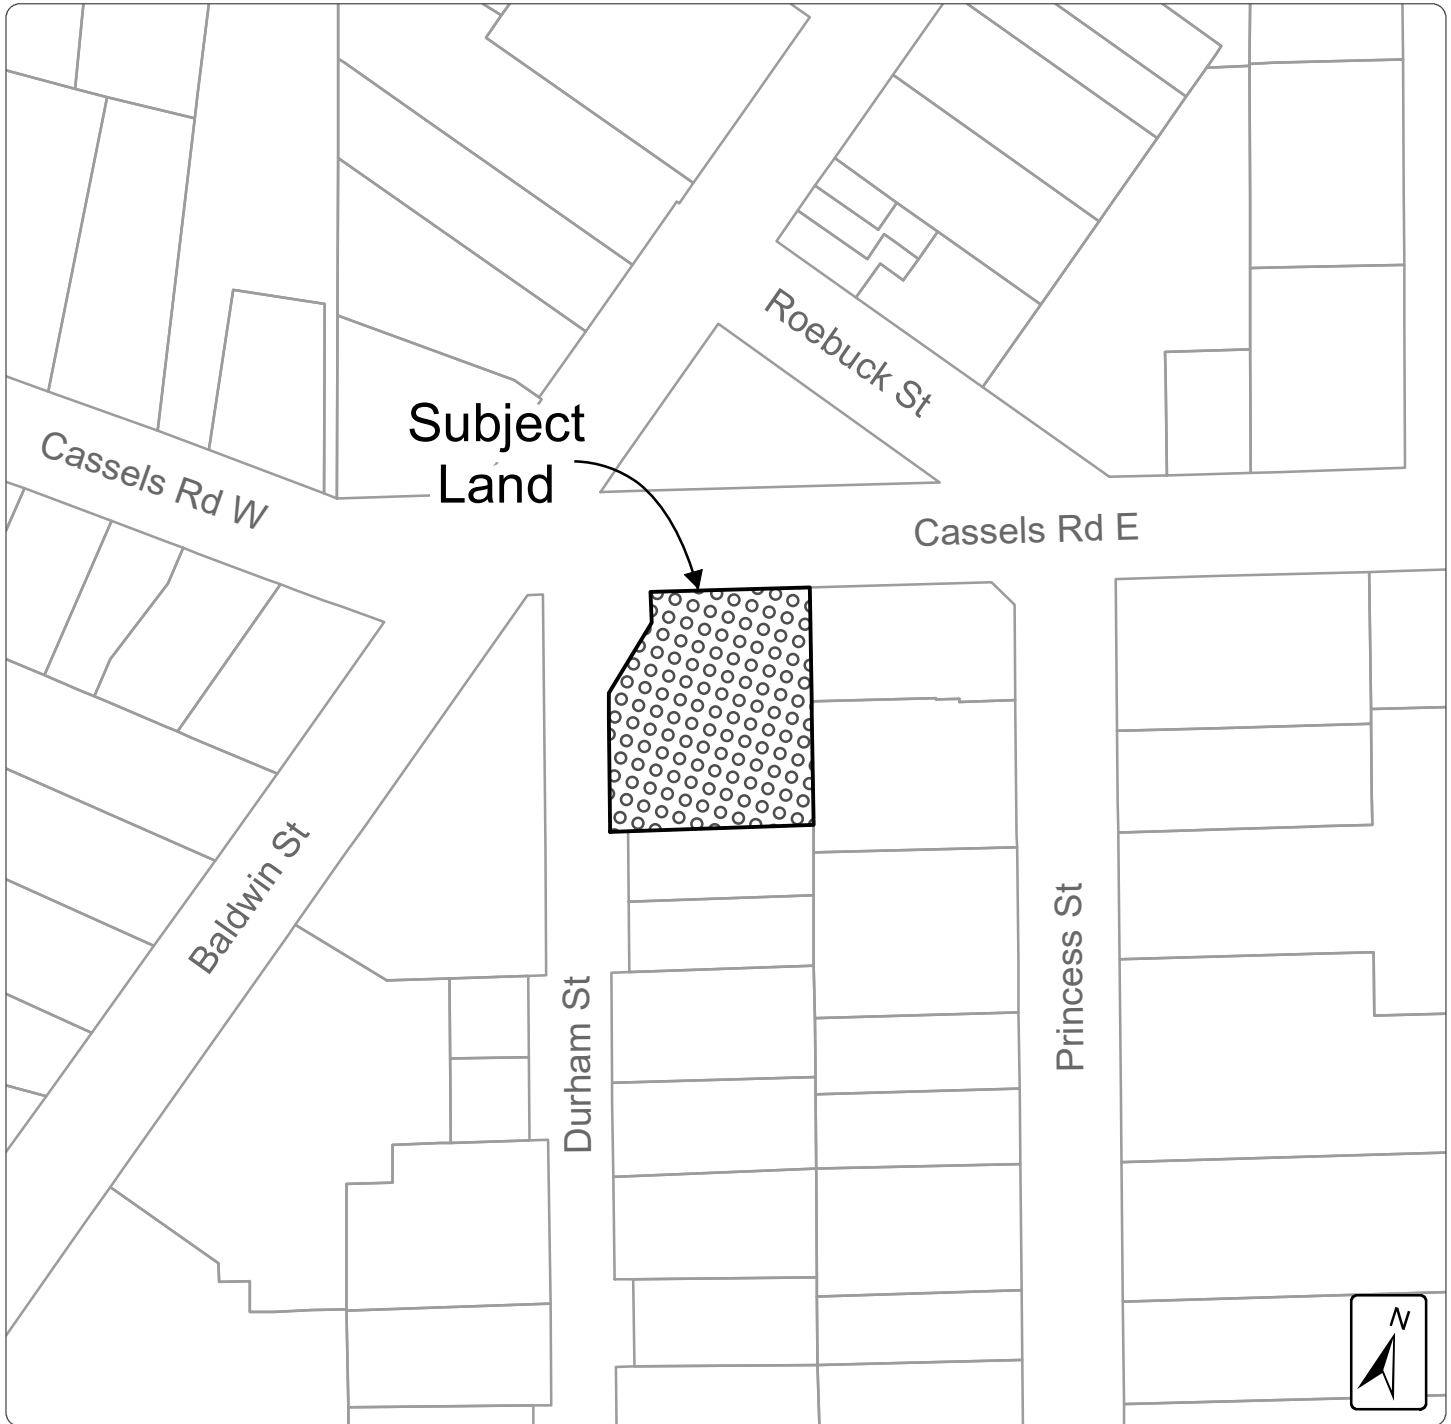 Roebuck St
Subject
Land
Cassels Rd W
Cassels Rd E
Baldwin St
Durham St
Princess St
N